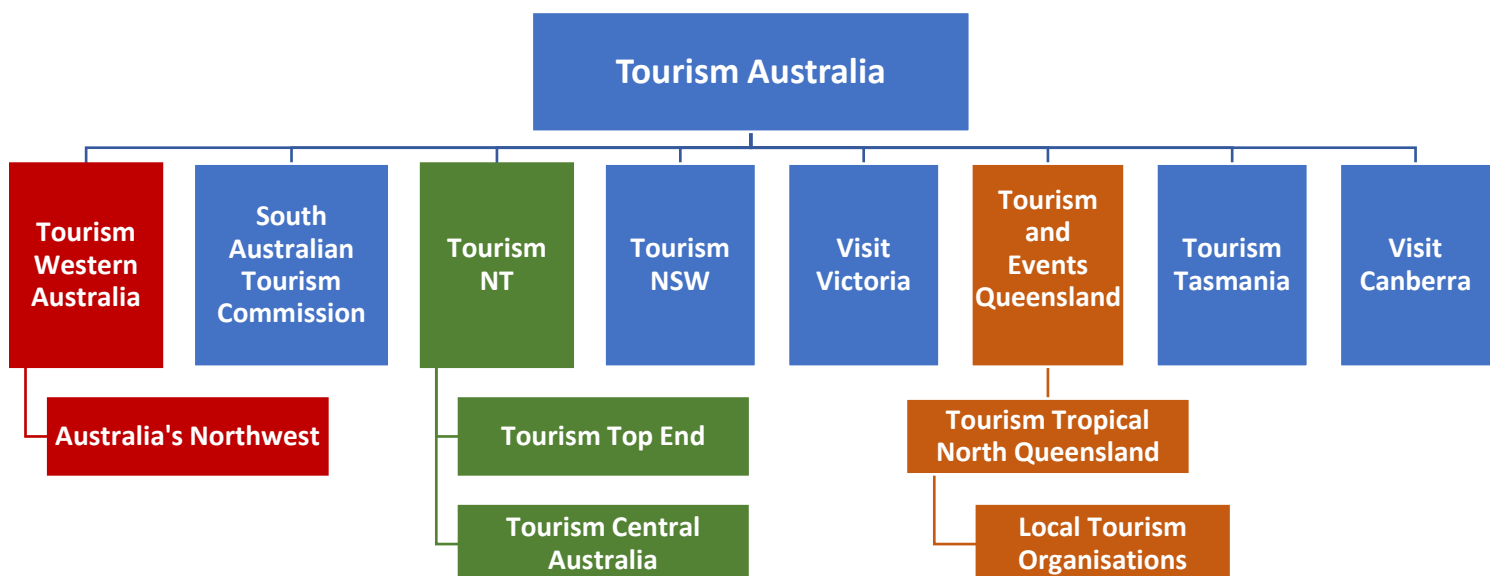 Tourism Australia
Tourism
Western
Australia
South
Australian
Tourism
Commission
Tourism
NT
Tourism
NSW
Visit
Victoria
Tourism
and
Events
Queensland
Tourism
Tasmania
Visit
Canberra
Australia's Northwest
Tourism Top End
Tourism Central
Australia
Tourism Tropical
North Queensland
Local Tourism
Organisations